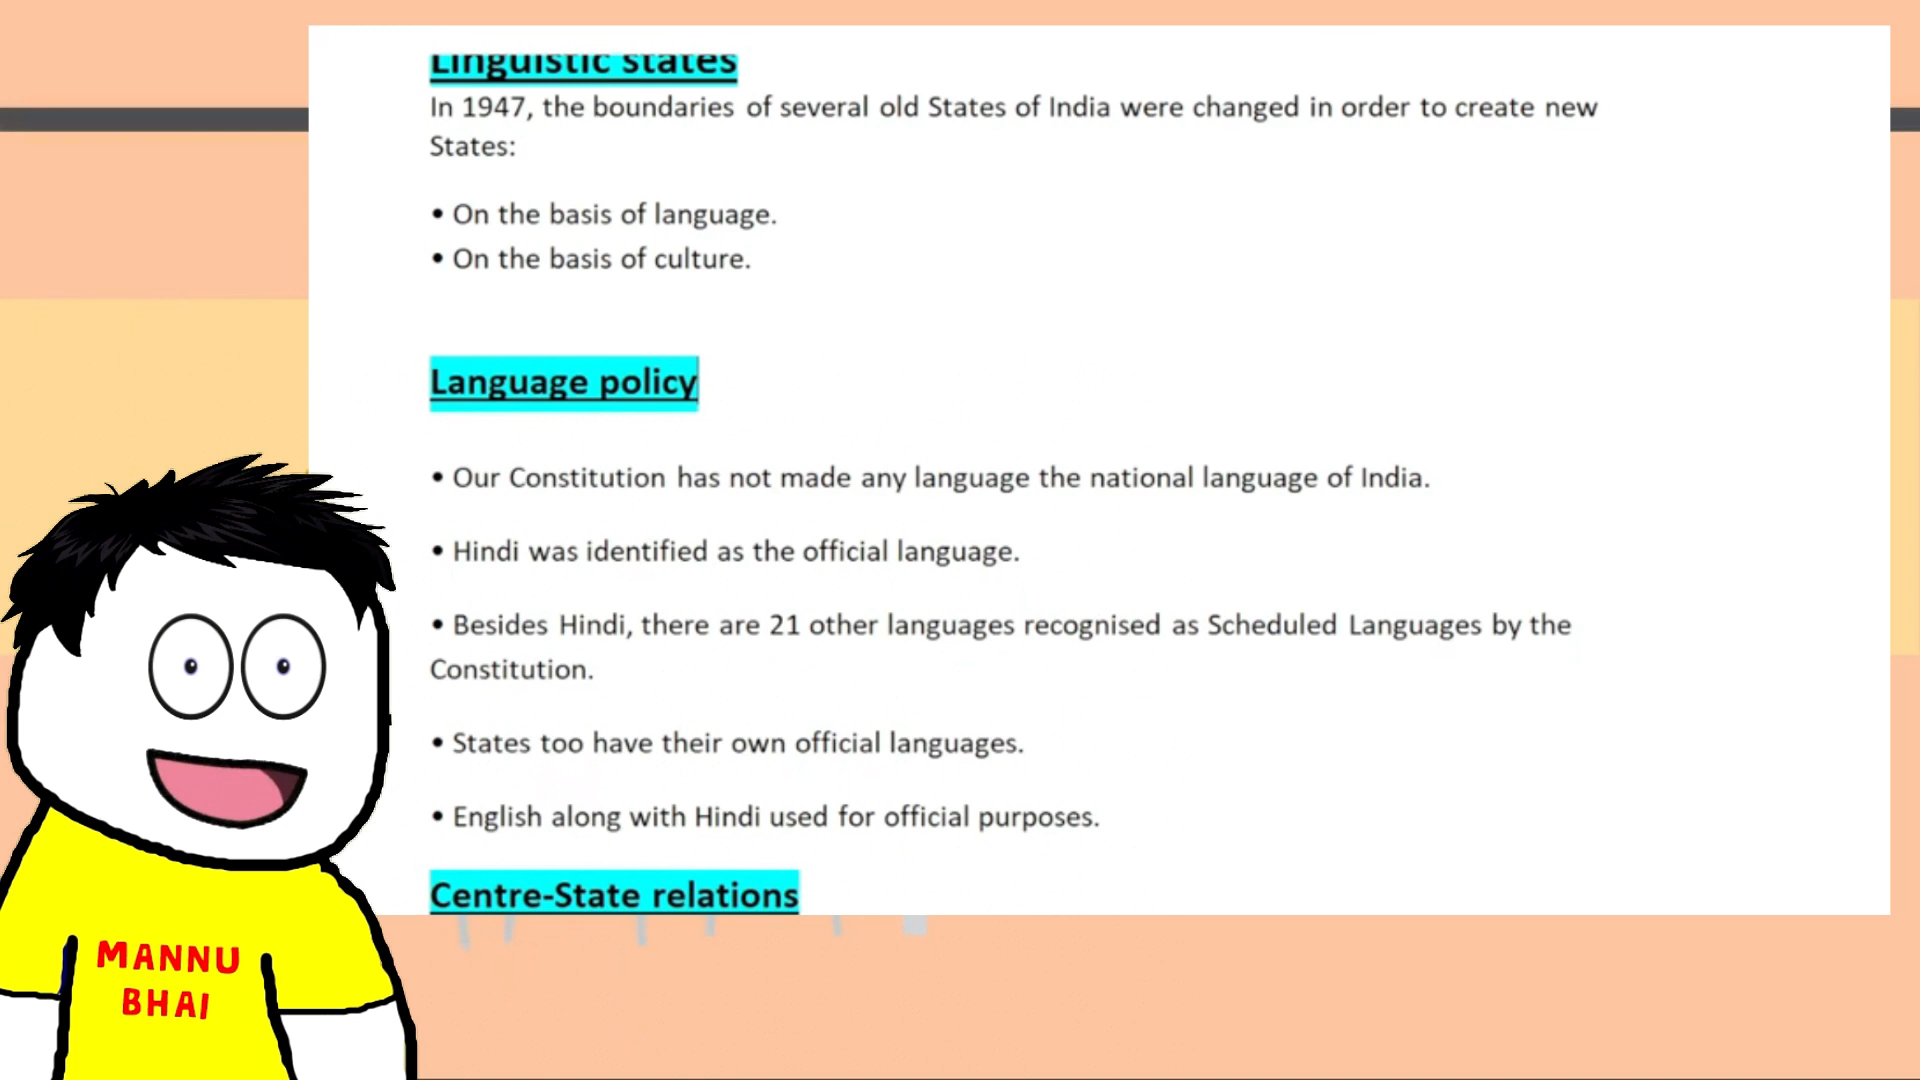 Linguistic states
In 1947, the boundaries of several old States of India were changed in order to create new
States:
• On the basis of language.
• On the basis of culture.
Language policy
• Our Constitution has not made any language the national language of India.
• Hindi was identified as the official language.
• Besides Hindi, there are 21 other languages recognised as Scheduled Languages by the
Constitution.
• States too have their own official languages.
• English along with Hindi used for official purposes.
Centre-State relations
MANNU
BHAI